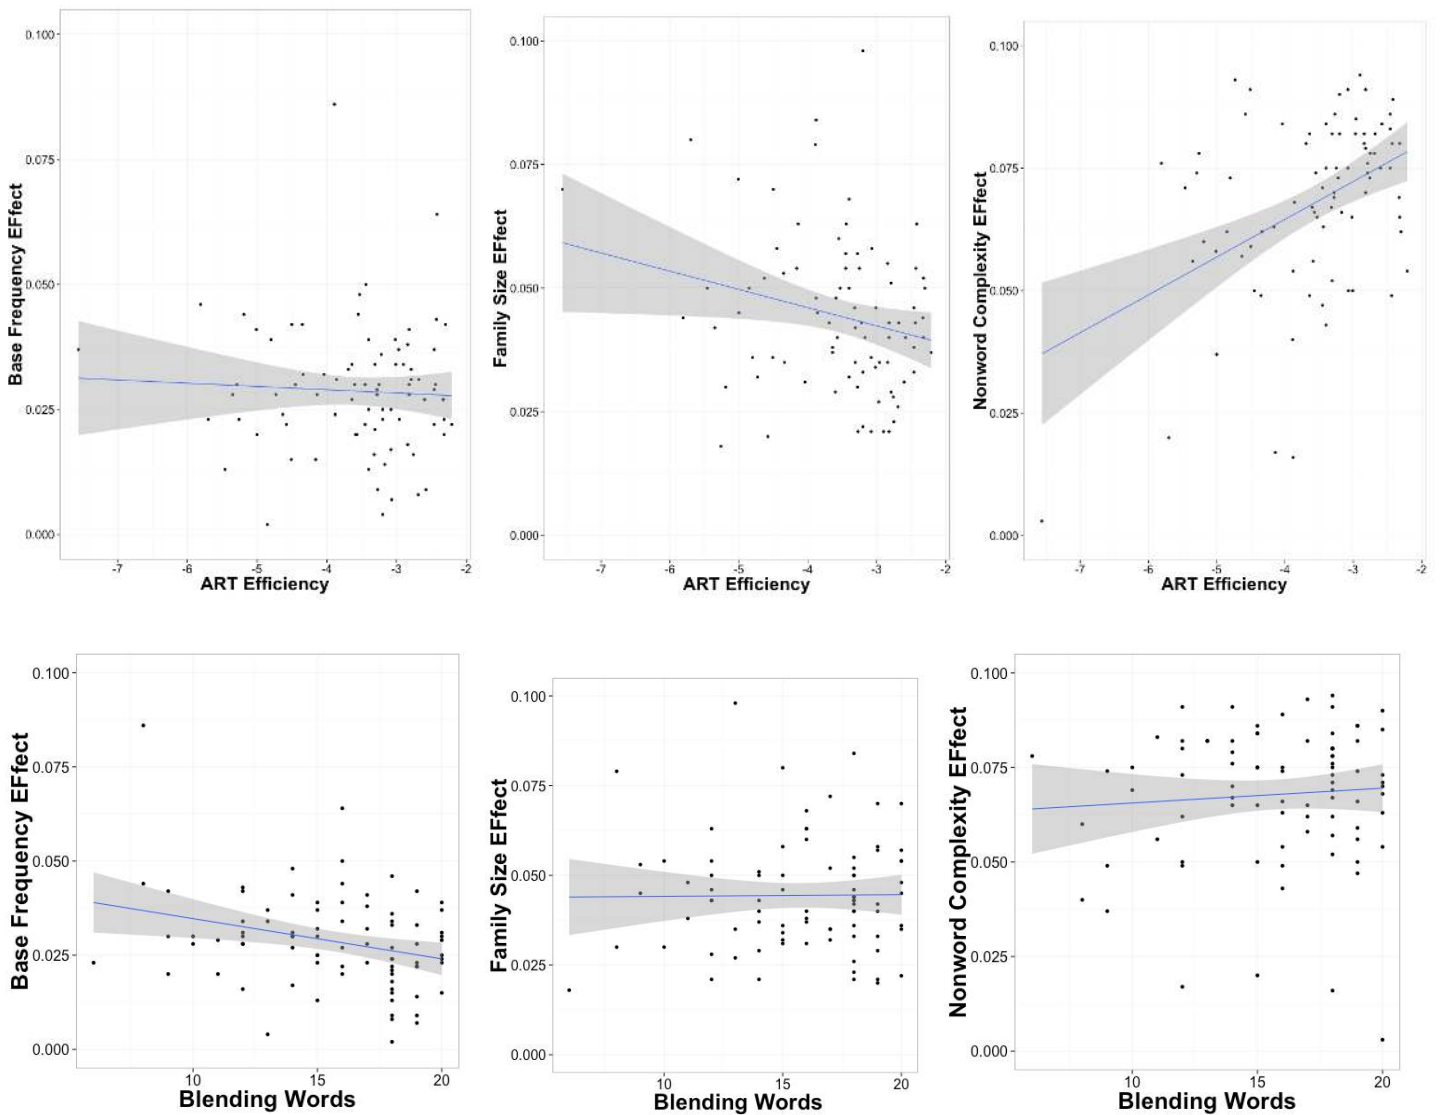 0.100
0.075
0.050
0.025
0.000
Base Frequency EFfect
-7 -6 -5 -4 -3 -2
ART Efficiency
0.100
0.075
0.050
0.025
0.000
Family Size EFfect
-7 -6 -5 -4 -3 -2
ART Efficiency
0.100
0.075
0.050
0.025
0.000
Nonword Complexity EFfect
-7 -6 -5 -4 -3 -2
ART Efficiency
0.100
0.075
0.050
0.025
0.000
Base Frequency EFfect
10 15 20
Blending Words
0.100
0.075
0.050
0.025
0.000
Family Size EFfect
10 15 20
Blending Words
0.100
0.075
0.050
0.025
0.000
Nonword Complexity EFfect
10 15 20
Blending Words